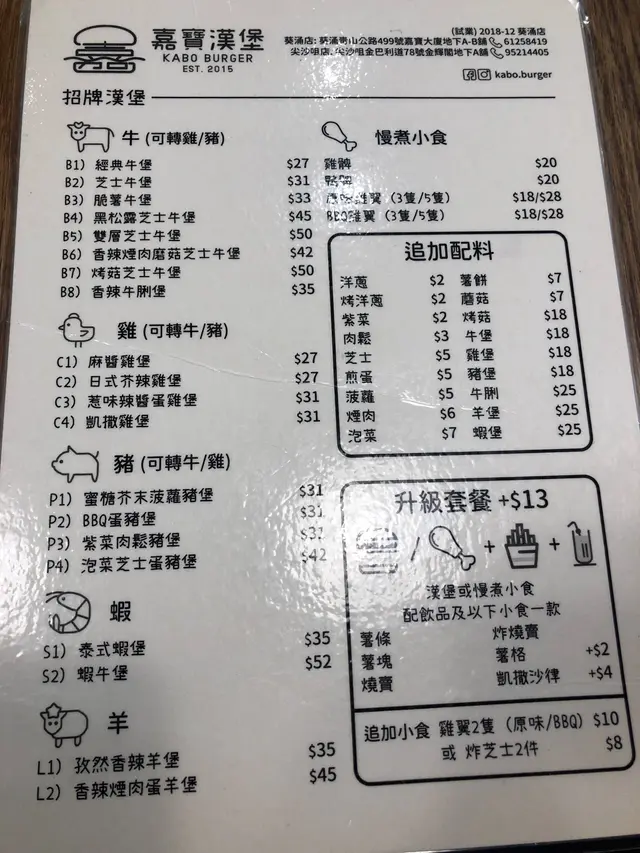 嘉寶漢堡
KABO BURGER
EST. 2015
(試業) 2018-12 葵涌店
葵涌店: 葵涌青山公路499號嘉寶大廈地下A-B舖 61258419
尖沙咀店: 尖沙咀金巴利道78號金輝閣地下A舖 95214405
kabo.burger
招牌漢堡
牛 (可轉雞/豬)
B1) 經典牛堡 $27
B2) 芝士牛堡 $31
B3) 脆薯牛堡 $33
B4) 黑松露芝士牛堡 $45
B5) 雙層芝士牛堡 $50
B6) 香辣煙肉磨菇芝士牛堡 $42
B7) 烤菇芝士牛堡 $50
B8) 香辣牛脷堡 $35
雞 (可轉牛/豬)
C1) 麻醬雞堡 $27
C2) 日式芥辣雞堡 $27
C3) 惹味辣醬蛋雞堡 $31
C4) 凱撒雞堡 $31
豬 (可轉牛/雞)
P1) 蜜糖芥末菠蘿豬堡 $31
P2) BBQ蛋豬堡 $31
P3) 紫菜肉鬆豬堡 $31
P4) 泡菜芝士蛋豬堡 $42
蝦
S1) 泰式蝦堡 $35
S2) 蝦牛堡 $52
羊
L1) 孜然香辣羊堡 $35
L2) 香辣煙肉蛋羊堡 $45
慢煮小食
雞髀 $20
鴨胸 $20
原味雞翼 (3隻/5隻) $18/$28
BBQ雞翼 (3隻/5隻) $18/$28
追加配料
洋蔥 $2 薯餅 $7
烤洋蔥 $2 蘑菇 $7
紫菜 $2 烤菇 $18
肉鬆 $3 牛堡 $18
芝士 $5 雞堡 $18
煎蛋 $5 豬堡 $18
菠蘿 $5 牛脷 $25
煙肉 $6 羊堡 $25
泡菜 $7 蝦堡 $25
升級套餐 +$13
/ + +
漢堡或慢煮小食
配飲品及以下小食一款
薯條 炸燒賣
薯塊 薯格 +$2
燒賣 凱撒沙律 +$4
追加小食 雞翼2隻 (原味/BBQ) $10
或 炸芝士2件 $8